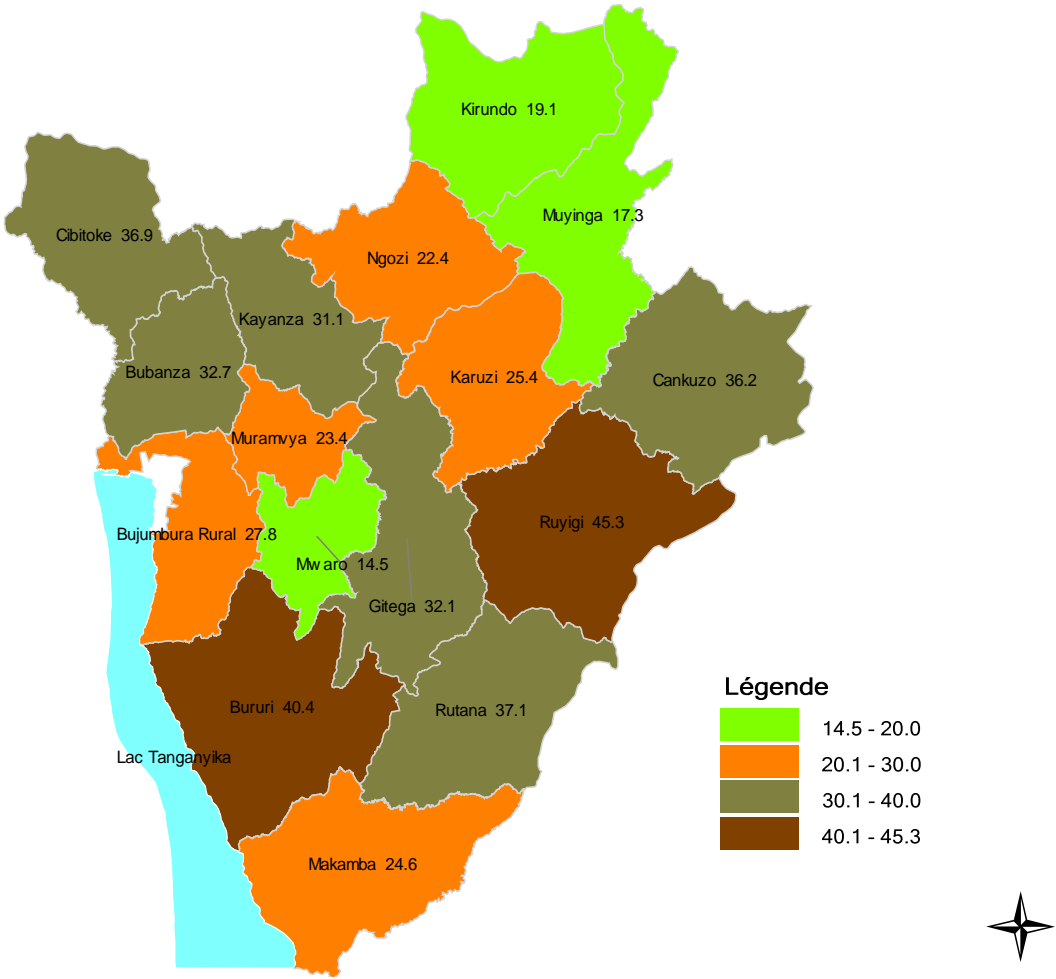 Kirundo 19.1
Muyinga 17.3
Cibitoke 36.9
Ngozi 22.4
Kayanza 31.1
Bubanza 32.7
Karuzi 25.4
Cankuzo 36.2
Muramvya 23.4
Ruyigi 45.3
Bujumbura Rural 27.8
Mwaro 14.5
Gitega 32.1
Bururi 40.4
Rutana 37.1
Lac Tanganyika
Makamba 24.6
Légende
14.5 - 20.0
20.1 - 30.0
30.1 - 40.0
40.1 - 45.3